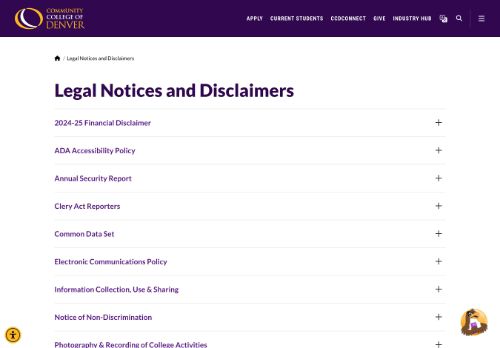 COMMUNITY
COLLEGE OF
DENVER
APPLY CURRENT STUDENTS CCDCONNECT GIVE INDUSTRY HUB
/ Legal Notices and Disclaimers
Legal Notices and Disclaimers
2024-25 Financial Disclaimer
ADA Accessibility Policy
Annual Security Report
Clery Act Reporters
Common Data Set
Electronic Communications Policy
Information Collection, Use & Sharing
Notice of Non-Discrimination
Photography & Recording of College Activities